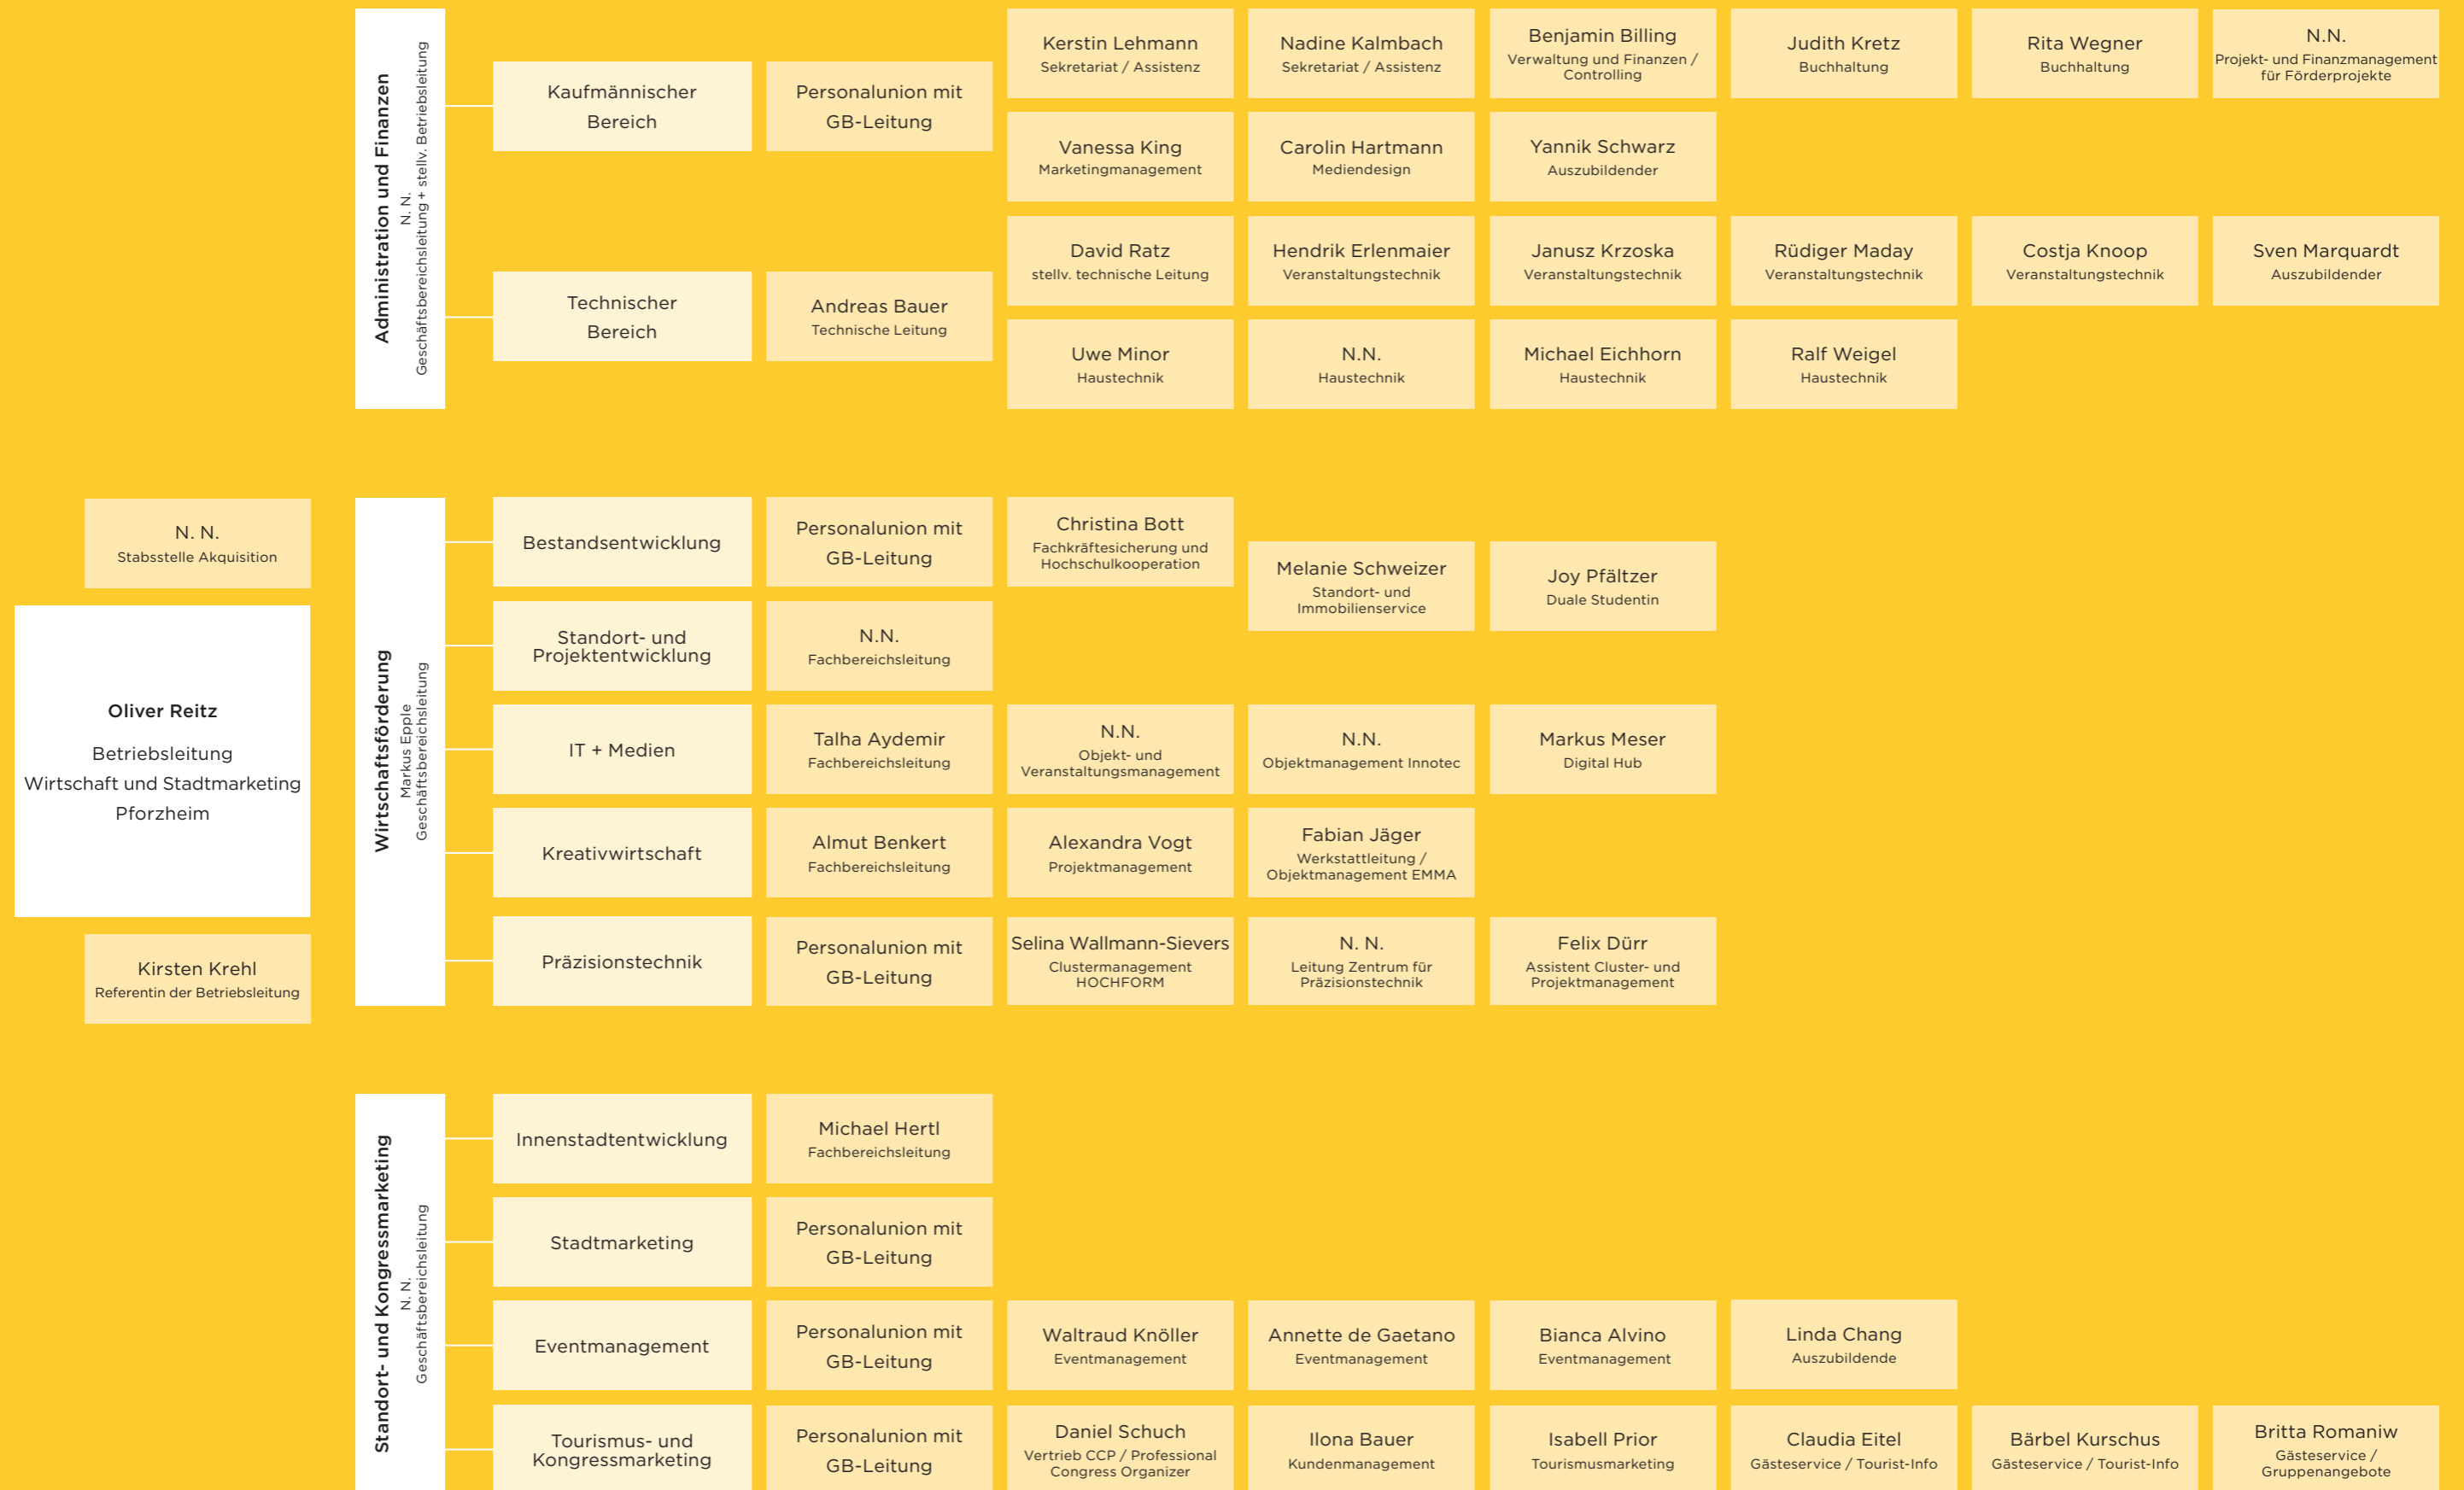 Administration und Finanzen
N. N.
Geschäftsbereichsleitung + stellv. Betriebsleitung
Kaufmännischer
Bereich
Personalunion mit
GB-Leitung
Kerstin Lehmann
Sekretariat / Assistenz
Nadine Kalmbach
Sekretariat / Assistenz
Benjamin Billing
Verwaltung und Finanzen /
Controlling
Judith Kretz
Buchhaltung
Rita Wegner
Buchhaltung
N.N.
Projekt- und Finanzmanagement
für Förderprojekte
Vanessa King
Marketingmanagement
Carolin Hartmann
Mediendesign
Yannik Schwarz
Auszubildender
Technischer
Bereich
Andreas Bauer
Technische Leitung
David Ratz
stellv. technische Leitung
Hendrik Erlenmaier
Veranstaltungstechnik
Janusz Krzoska
Veranstaltungstechnik
Rüdiger Maday
Veranstaltungstechnik
Costja Knoop
Veranstaltungstechnik
Sven Marquardt
Auszubildender
Uwe Minor
Haustechnik
N.N.
Haustechnik
Michael Eichhorn
Haustechnik
Ralf Weigel
Haustechnik
N. N.
Stabsstelle Akquisition
Oliver Reitz
Betriebsleitung
Wirtschaft und Stadtmarketing
Pforzheim
Kirsten Krehl
Referentin der Betriebsleitung
Wirtschaftsförderung
Markus Epple
Geschäftsbereichsleitung
Bestandsentwicklung
Personalunion mit
GB-Leitung
Christina Bott
Fachkräftesicherung und
Hochschulkooperation
Melanie Schweizer
Standort- und
Immobilienservice
Joy Pfältzer
Duale Studentin
Standort- und
Projektentwicklung
N.N.
Fachbereichsleitung
IT + Medien
Talha Aydemir
Fachbereichsleitung
N.N.
Objekt- und
Veranstaltungsmanagement
N.N.
Objektmanagement Innotec
Markus Meser
Digital Hub
Kreativwirtschaft
Almut Benkert
Fachbereichsleitung
Alexandra Vogt
Projektmanagement
Fabian Jäger
Werkstattleitung /
Objektmanagement EMMA
Präzisionstechnik
Personalunion mit
GB-Leitung
Selina Wallmann-Sievers
Clustermanagement
HOCHFORM
N. N.
Leitung Zentrum für
Präzisionstechnik
Felix Dürr
Assistent Cluster- und
Projektmanagement
Standort- und Kongressmarketing
N. N.
Geschäftsbereichsleitung
Innenstadtentwicklung
Michael Hertl
Fachbereichsleitung
Stadtmarketing
Personalunion mit
GB-Leitung
Eventmanagement
Personalunion mit
GB-Leitung
Waltraud Knöller
Eventmanagement
Annette de Gaetano
Eventmanagement
Bianca Alvino
Eventmanagement
Linda Chang
Auszubildende
Tourismus- und
Kongressmarketing
Personalunion mit
GB-Leitung
Daniel Schuch
Vertrieb CCP / Professional
Congress Organizer
Ilona Bauer
Kundenmanagement
Isabell Prior
Tourismusmarketing
Claudia Eitel
Gästeservice / Tourist-Info
Bärbel Kurschus
Gästeservice / Tourist-Info
Britta Romaniw
Gästeservice /
Gruppenangebote